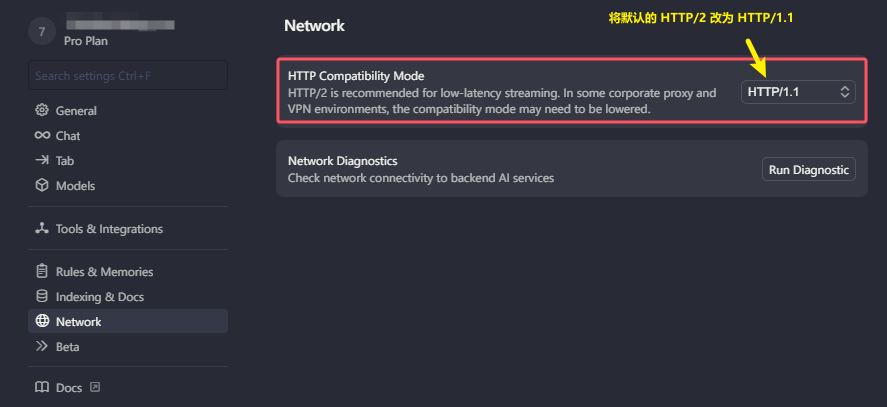 7
Pro Plan
Search settings Ctrl+F
General
Chat
Tab
Models
Tools & Integrations
Rules & Memories
Indexing & Docs
Network
Beta
Docs
Network
将默认的 HTTP/2 改为 HTTP/1.1
HTTP Compatibility Mode
HTTP/2 is recommended for low-latency streaming. In some corporate proxy and
VPN environments, the compatibility mode may need to be lowered.
HTTP/1.1
Network Diagnostics
Check network connectivity to backend AI services
Run Diagnostic